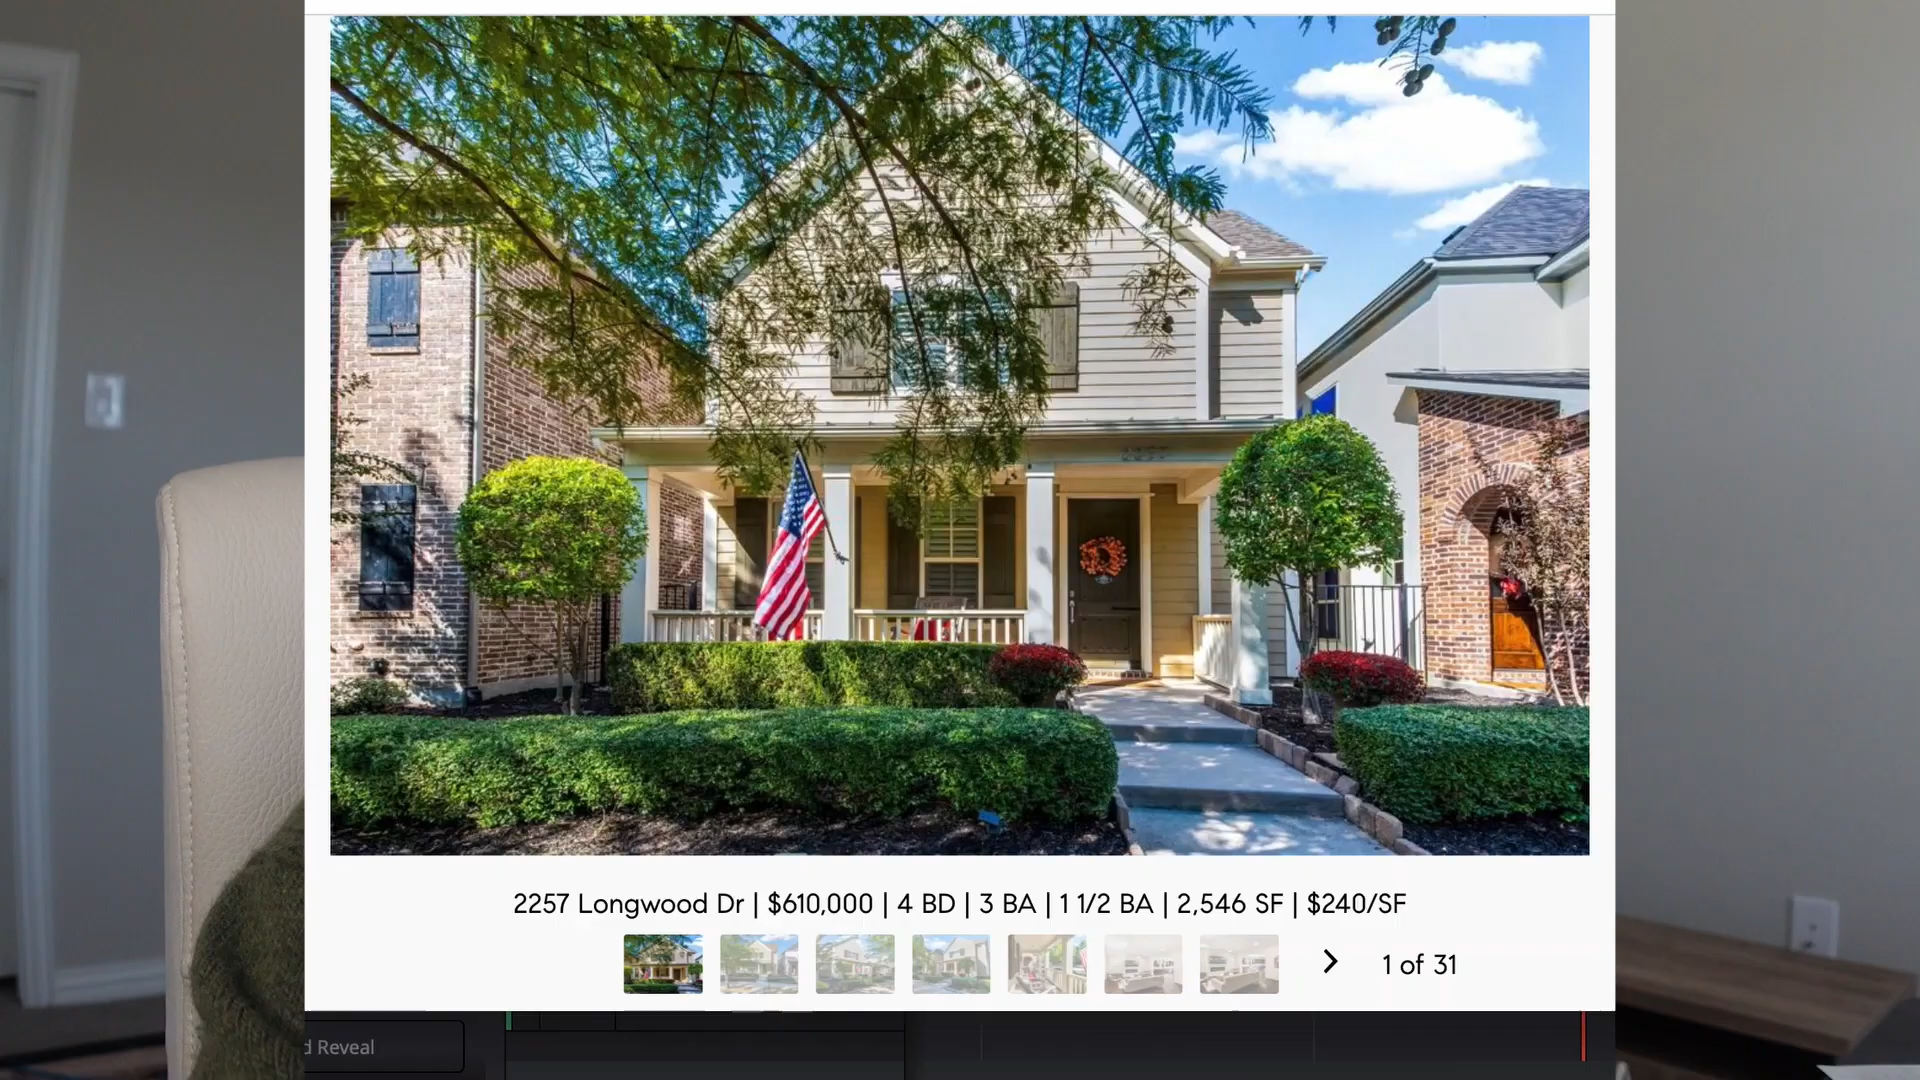 2257
2257 Longwood Dr | $610,000 | 4 BD | 3 BA | 1 1/2 BA | 2,546 SF | $240/SF
1 of 31
d Reveal